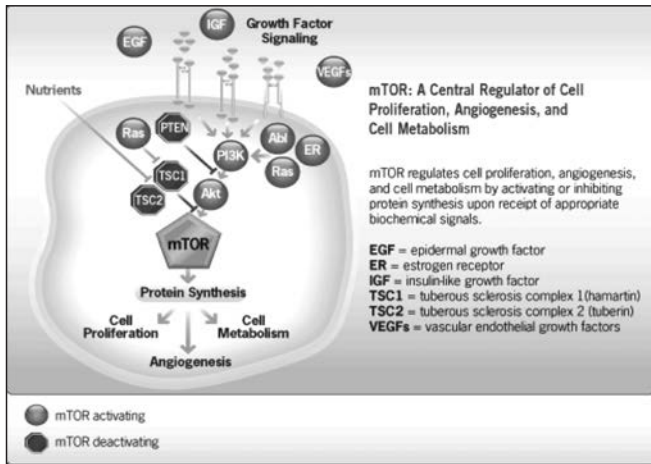 IGF
Growth Factor
Signaling
EGF
VEGFs
Nutrients
Ras
PTEN
Abl
PI3K
ER
TSC1
Ras
TSC2
Akt
mTOR
Protein Synthesis
Cell
Proliferation
Cell
Metabolism
Angiogenesis
mTOR: A Central Regulator of Cell
Proliferation, Angiogenesis, and
Cell Metabolism
mTOR regulates cell proliferation, angiogenesis,
and cell metabolism by activating or inhibiting
protein synthesis upon receipt of appropriate
biochemical signals.
EGF = epidermal growth factor
ER = estrogen receptor
IGF = insulin-like growth factor
TSC1 = tuberous sclerosis complex 1 (hamartin)
TSC2 = tuberous sclerosis complex 2 (tuberin)
VEGFs = vascular endothelial growth factors
mTOR activating
mTOR deactivating